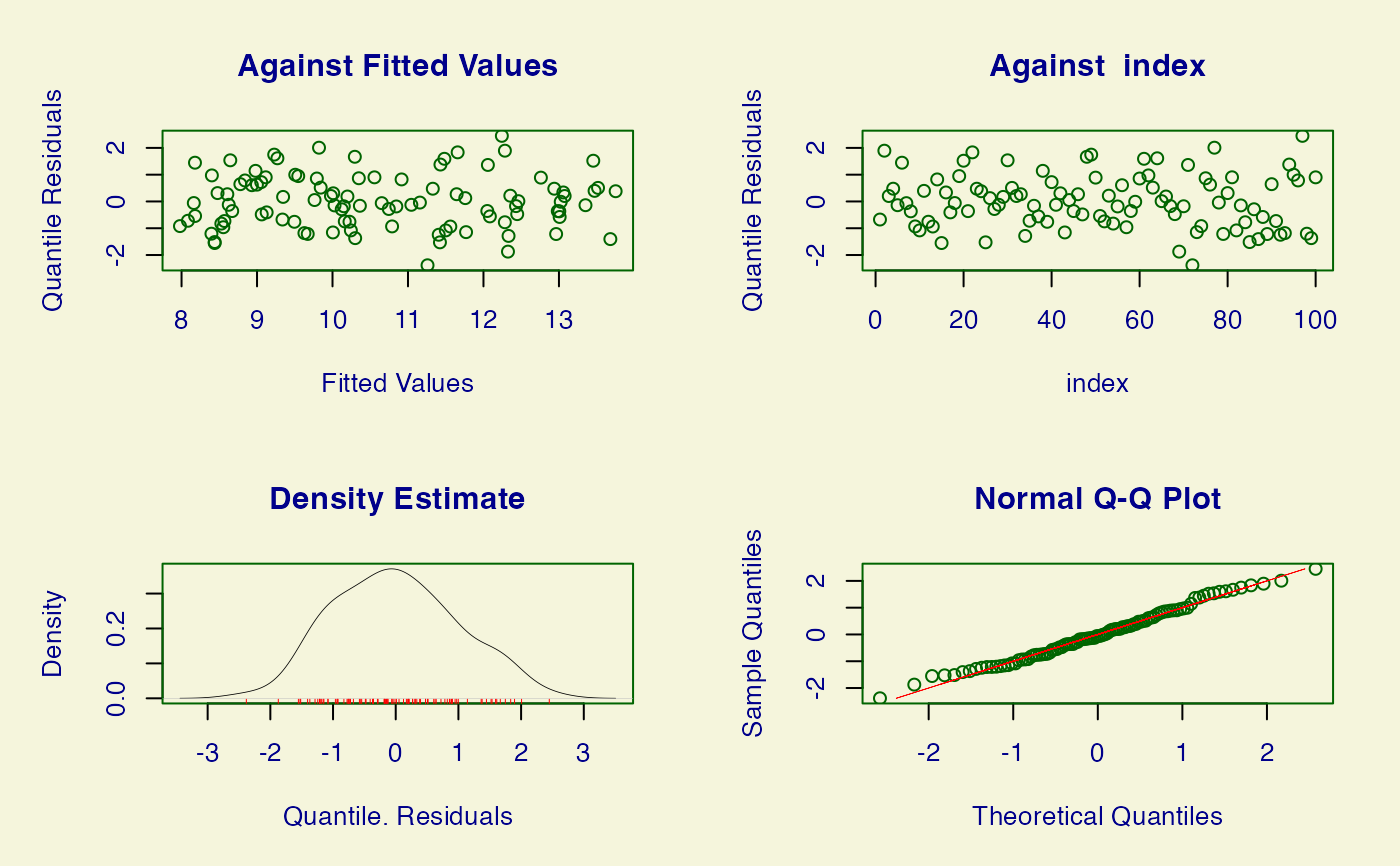 Against Fitted Values
Quantile Residuals
-2 0 2
8 9 10 11 12 13
Fitted Values
Against  index
Quantile Residuals
-2 0 2
0 20 40 60 80 100
index
Density Estimate
Density
0.0 0.2
-3 -2 -1 0 1 2 3
Quantile. Residuals
Normal Q-Q Plot
Sample Quantiles
-2 0 2
-2 -1 0 1 2
Theoretical Quantiles